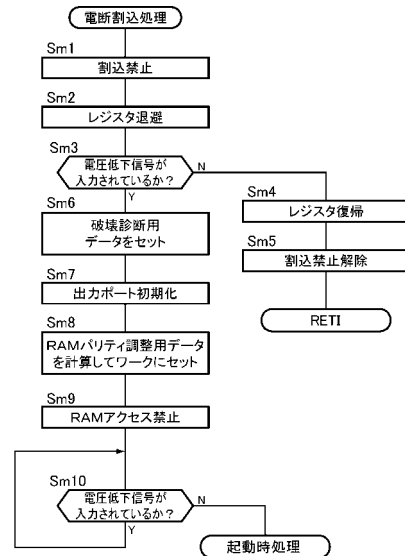 電断割込処理
Sm1
割込禁止
Sm2
レジスタ退避
Sm3
電圧低下信号が
入力されているか？
N
Y
Sm4
レジスタ復帰
Sm5
割込禁止解除
RETI
Sm6
破壊診断用
データをセット
Sm7
出力ポート初期化
Sm8
RAMパリティ調整用データ
を計算してワークにセット
Sm9
RAMアクセス禁止
Sm10
電圧低下信号が
入力されているか？
N
Y
起動時処理